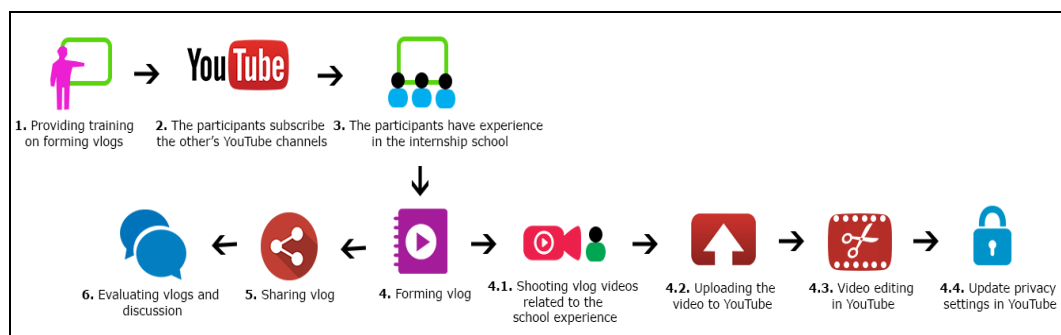 YouTube
1. Providing training
on forming vlogs
2. The participants subscribe
the other's YouTube channels
3. The participants have experience
in the internship school
6. Evaluating vlogs and
discussion
5. Sharing vlog
4. Forming vlog
4.1. Shooting vlog videos
related to the
school experience
4.2. Uploading the
video to YouTube
4.3. Video editing
in YouTube
4.4. Update privacy
settings in YouTube